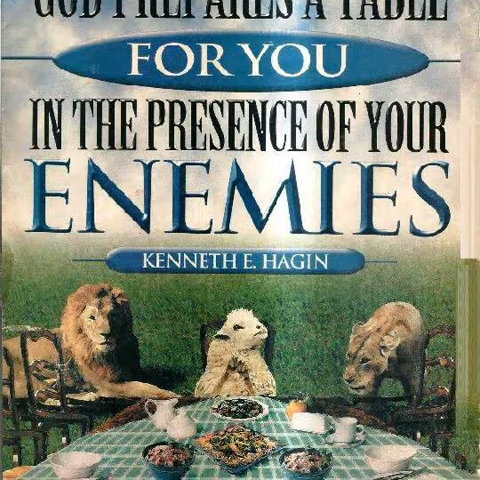 GOD PREPARES A TABLE
FOR YOU
IN THE PRESENCE OF YOUR
ENEMIES
KENNETH E. HAGIN